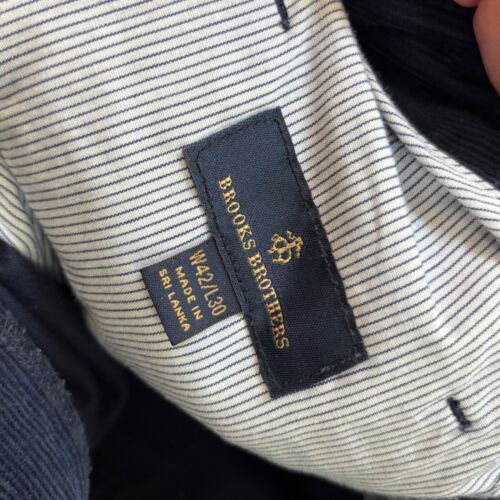 BROOKS BROTHERS
W42/L30
MADE IN
SRI LANKA